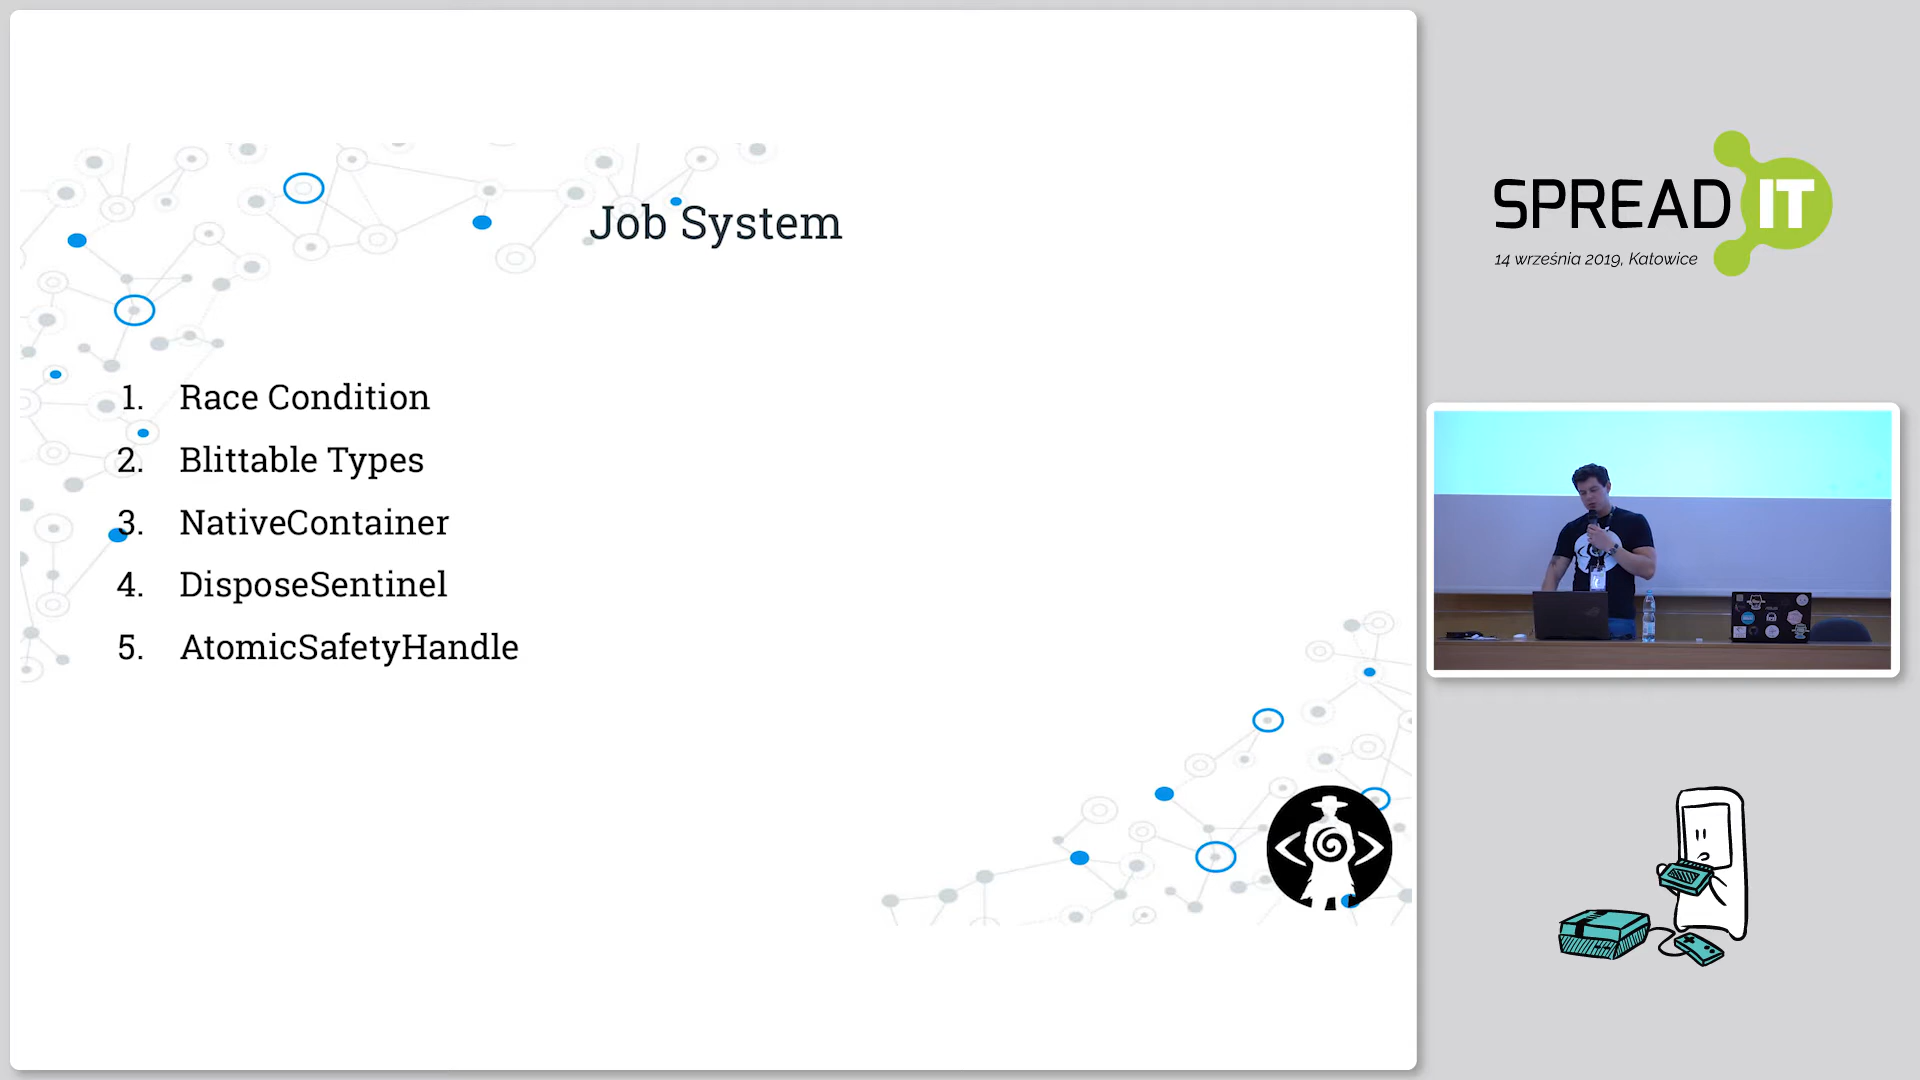 Job System
1. Race Condition
2. Blittable Types
3. NativeContainer
4. DisposeSentinel
5. AtomicSafetyHandle
SPREAD IT
14 września 2019, Katowice